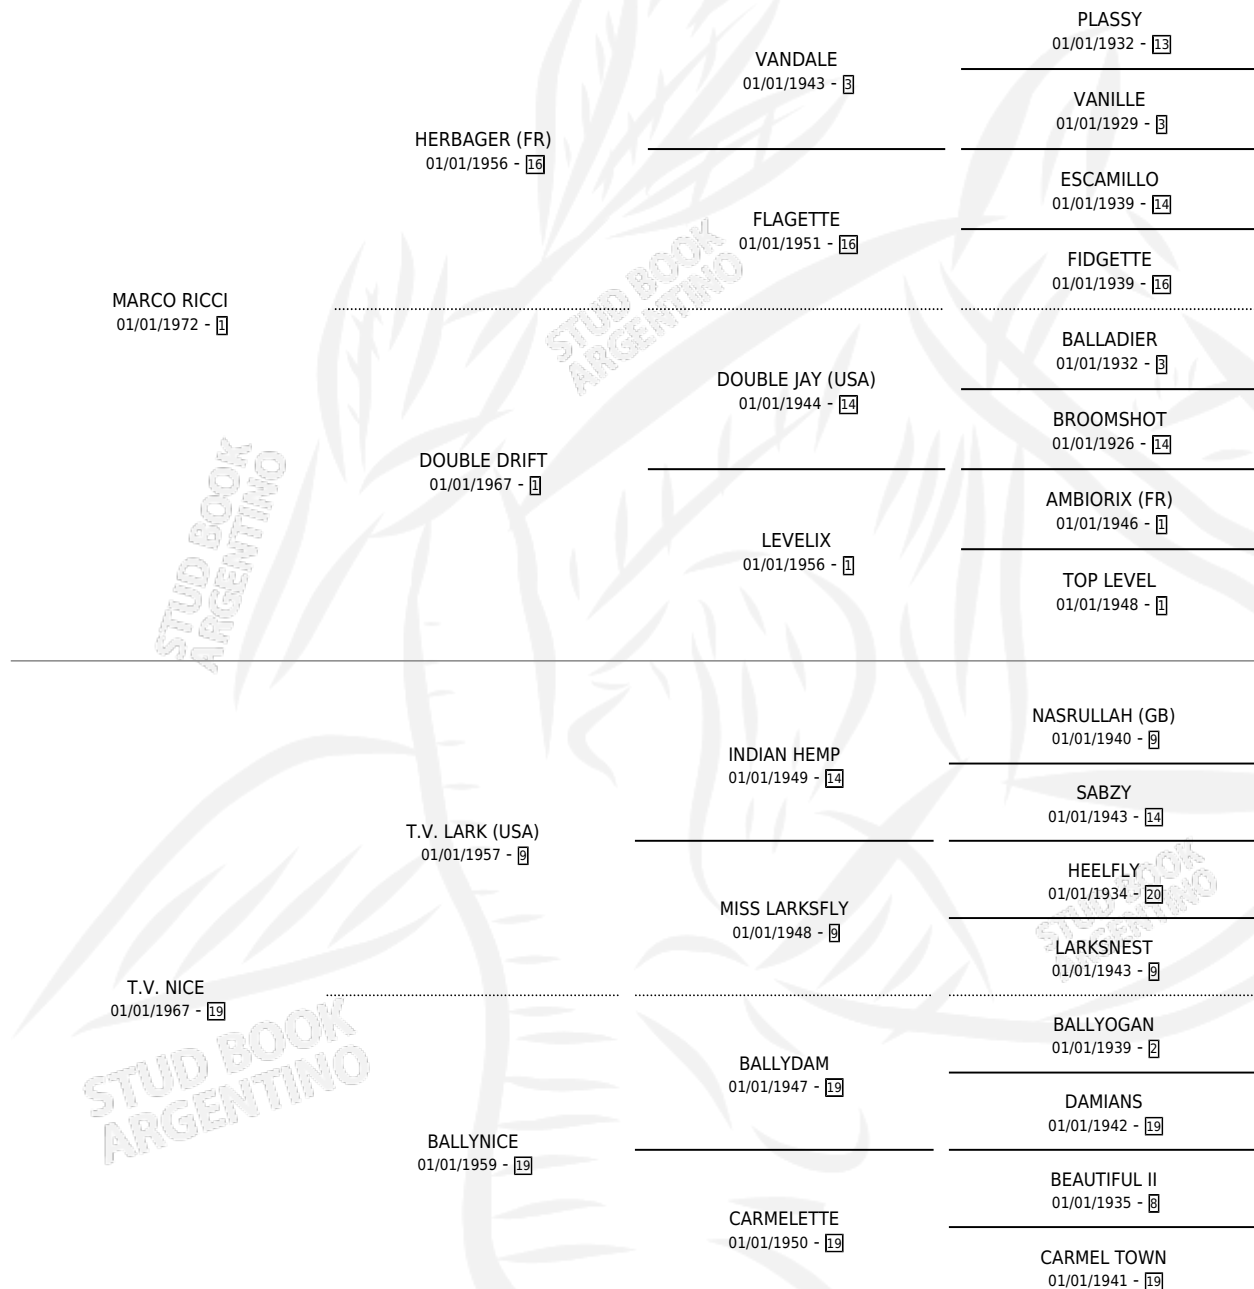 PLASSY
01/01/1932 - 13
VANDALE
01/01/1943 - 3
VANILLE
01/01/1929 - 3
HERBAGER (FR)
01/01/1956 - 16
ESCAMILLO
01/01/1939 - 14
FLAGETTE
01/01/1951 - 16
FIDGETTE
01/01/1939 - 16
MARCO RICCI
01/01/1972 - 1
BALLADIER
01/01/1932 - 3
DOUBLE JAY (USA)
01/01/1944 - 14
BROOMSHOT
01/01/1926 - 14
DOUBLE DRIFT
01/01/1967 - 1
AMBIORIX (FR)
01/01/1946 - 1
LEVELIX
01/01/1956 - 1
TOP LEVEL
01/01/1948 - 1
STUD BOOK
ARGENTINO
STUD BOOK
ARGENTINO
NASRULLAH (GB)
01/01/1940 - 9
INDIAN HEMP
01/01/1949 - 14
SABZY
01/01/1943 - 14
T.V. LARK (USA)
01/01/1957 - 9
HEELFLY
01/01/1934 - 20
MISS LARKSFLY
01/01/1948 - 9
LARKSNEST
01/01/1943 - 9
STUD BOOK
ARGENTINO
T.V. NICE
01/01/1967 - 19
BALLYOGAN
01/01/1939 - 2
BALLYDAM
01/01/1947 - 19
DAMIANS
01/01/1942 - 19
BALLYNICE
01/01/1959 - 19
BEAUTIFUL II
01/01/1935 - 8
CARMELETTE
01/01/1950 - 19
CARMEL TOWN
01/01/1941 - 19
STUD BOOK
ARGENTINO